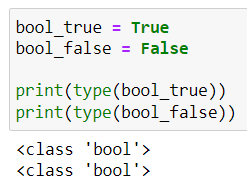 bool_true = True
bool_false = False
print(type(bool_true))
print(type(bool_false))
<class 'bool'>
<class 'bool'>